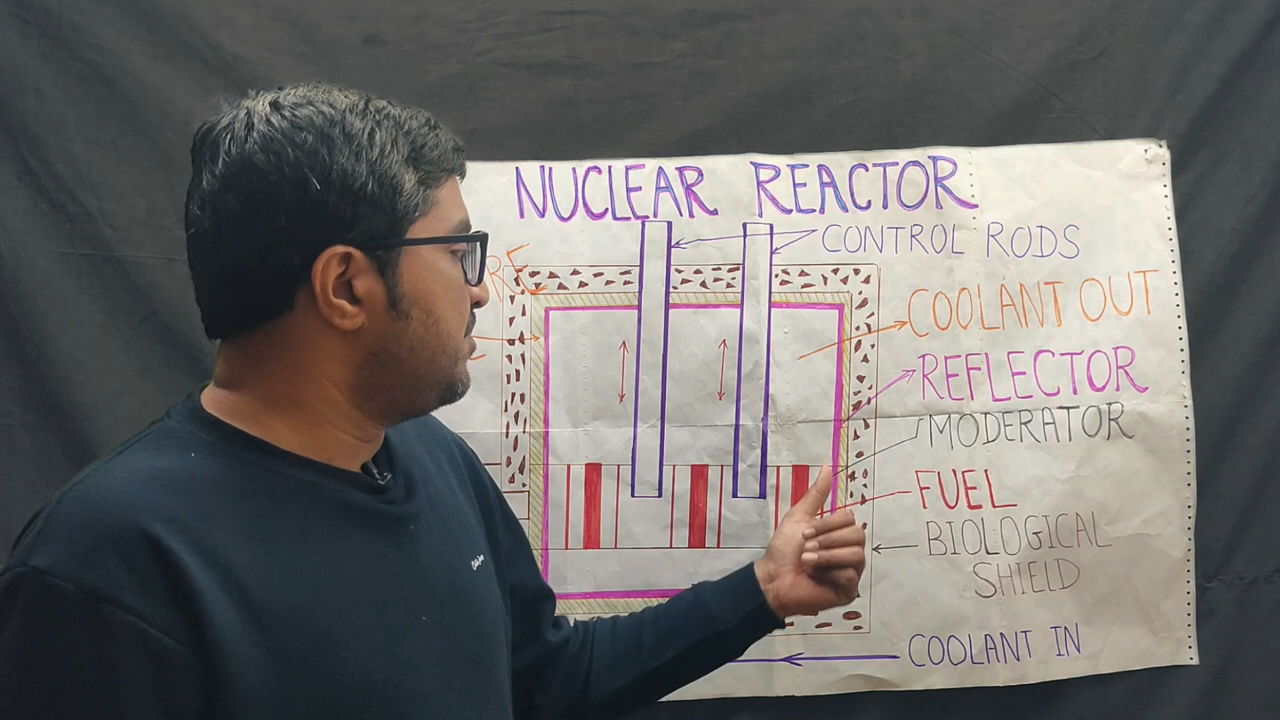 NUCLEAR REACTOR
CONTROL RODS
COOLANT OUT
REFLECTOR
MODERATOR
FUEL
BIOLOGICAL
SHIELD
COOLANT IN